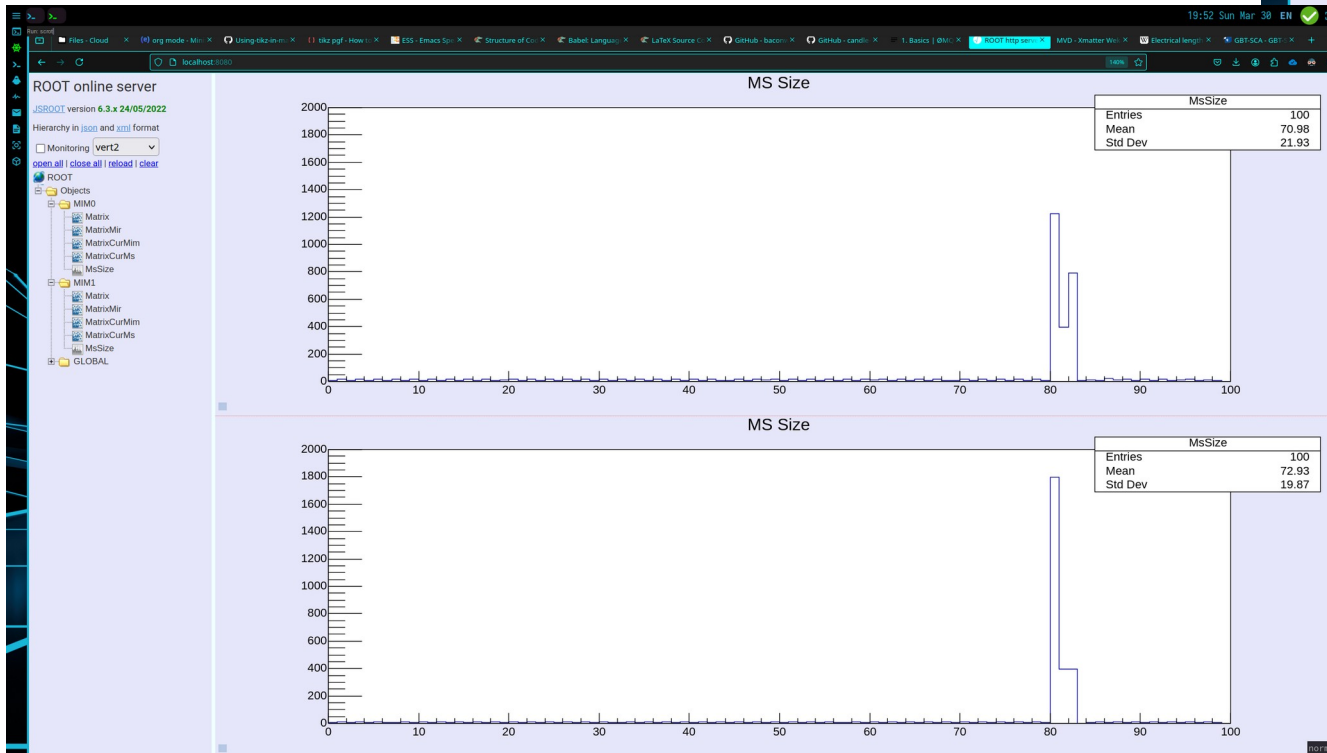 19:52 Sun Mar 30 EN
Run: scnsl
Files - Cloud (#) org mode - Min Using-tikz-in-m tikz pgf - How to ESS - Emacs Spe Structure of Co Babel: Languag LaTeX Source C GitHub - bacon GitHub - candle 1. Basics | ØMQ ROOT http serv MVD - Xmatter Wel Electrical length GBT-SCA - GBT-
localhost:8080 140%
ROOT online server
JSROOT version 6.3.x 24/05/2022
Hierarchy in json and xml format
Monitoring vert2
open all | close all | reload | clear
ROOT
Objects
MIM0
Matrix
MatrixMir
MatrixCurMim
MatrixCurMs
MsSize
MIM1
Matrix
MatrixMir
MatrixCurMim
MatrixCurMs
MsSize
GLOBAL
MS Size
MsSize
Entries 100
Mean 70.98
Std Dev 21.93
2000
1800
1600
1400
1200
1000
800
600
400
200
0
0 10 20 30 40 50 60 70 80 90 100
MS Size
MsSize
Entries 100
Mean 72.93
Std Dev 19.87
2000
1800
1600
1400
1200
1000
800
600
400
200
0
0 10 20 30 40 50 60 70 80 90 100
norm